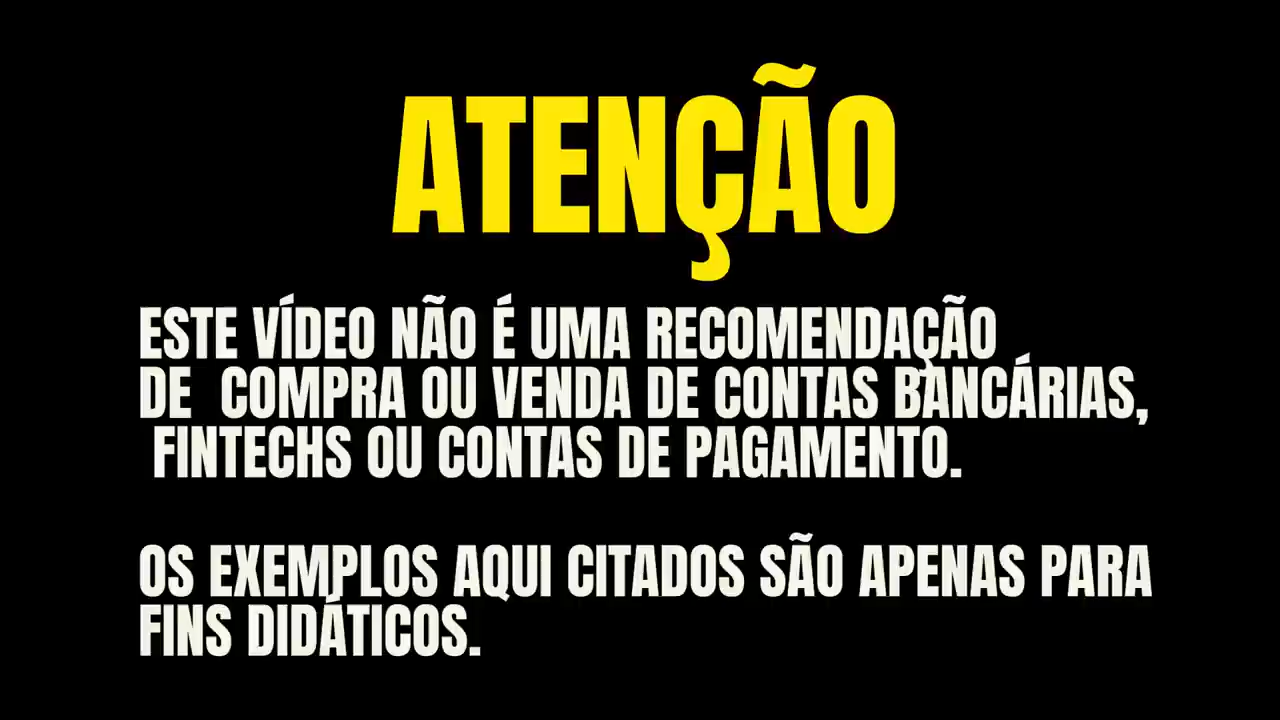 ATENÇÃO
ESTE VÍDEO NÃO É UMA RECOMENDAÇÃO
DE COMPRA OU VENDA DE CONTAS BANCÁRIAS,
FINTECHS OU CONTAS DE PAGAMENTO.
OS EXEMPLOS AQUI CITADOS SÃO APENAS PARA
FINS DIDÁTICOS.